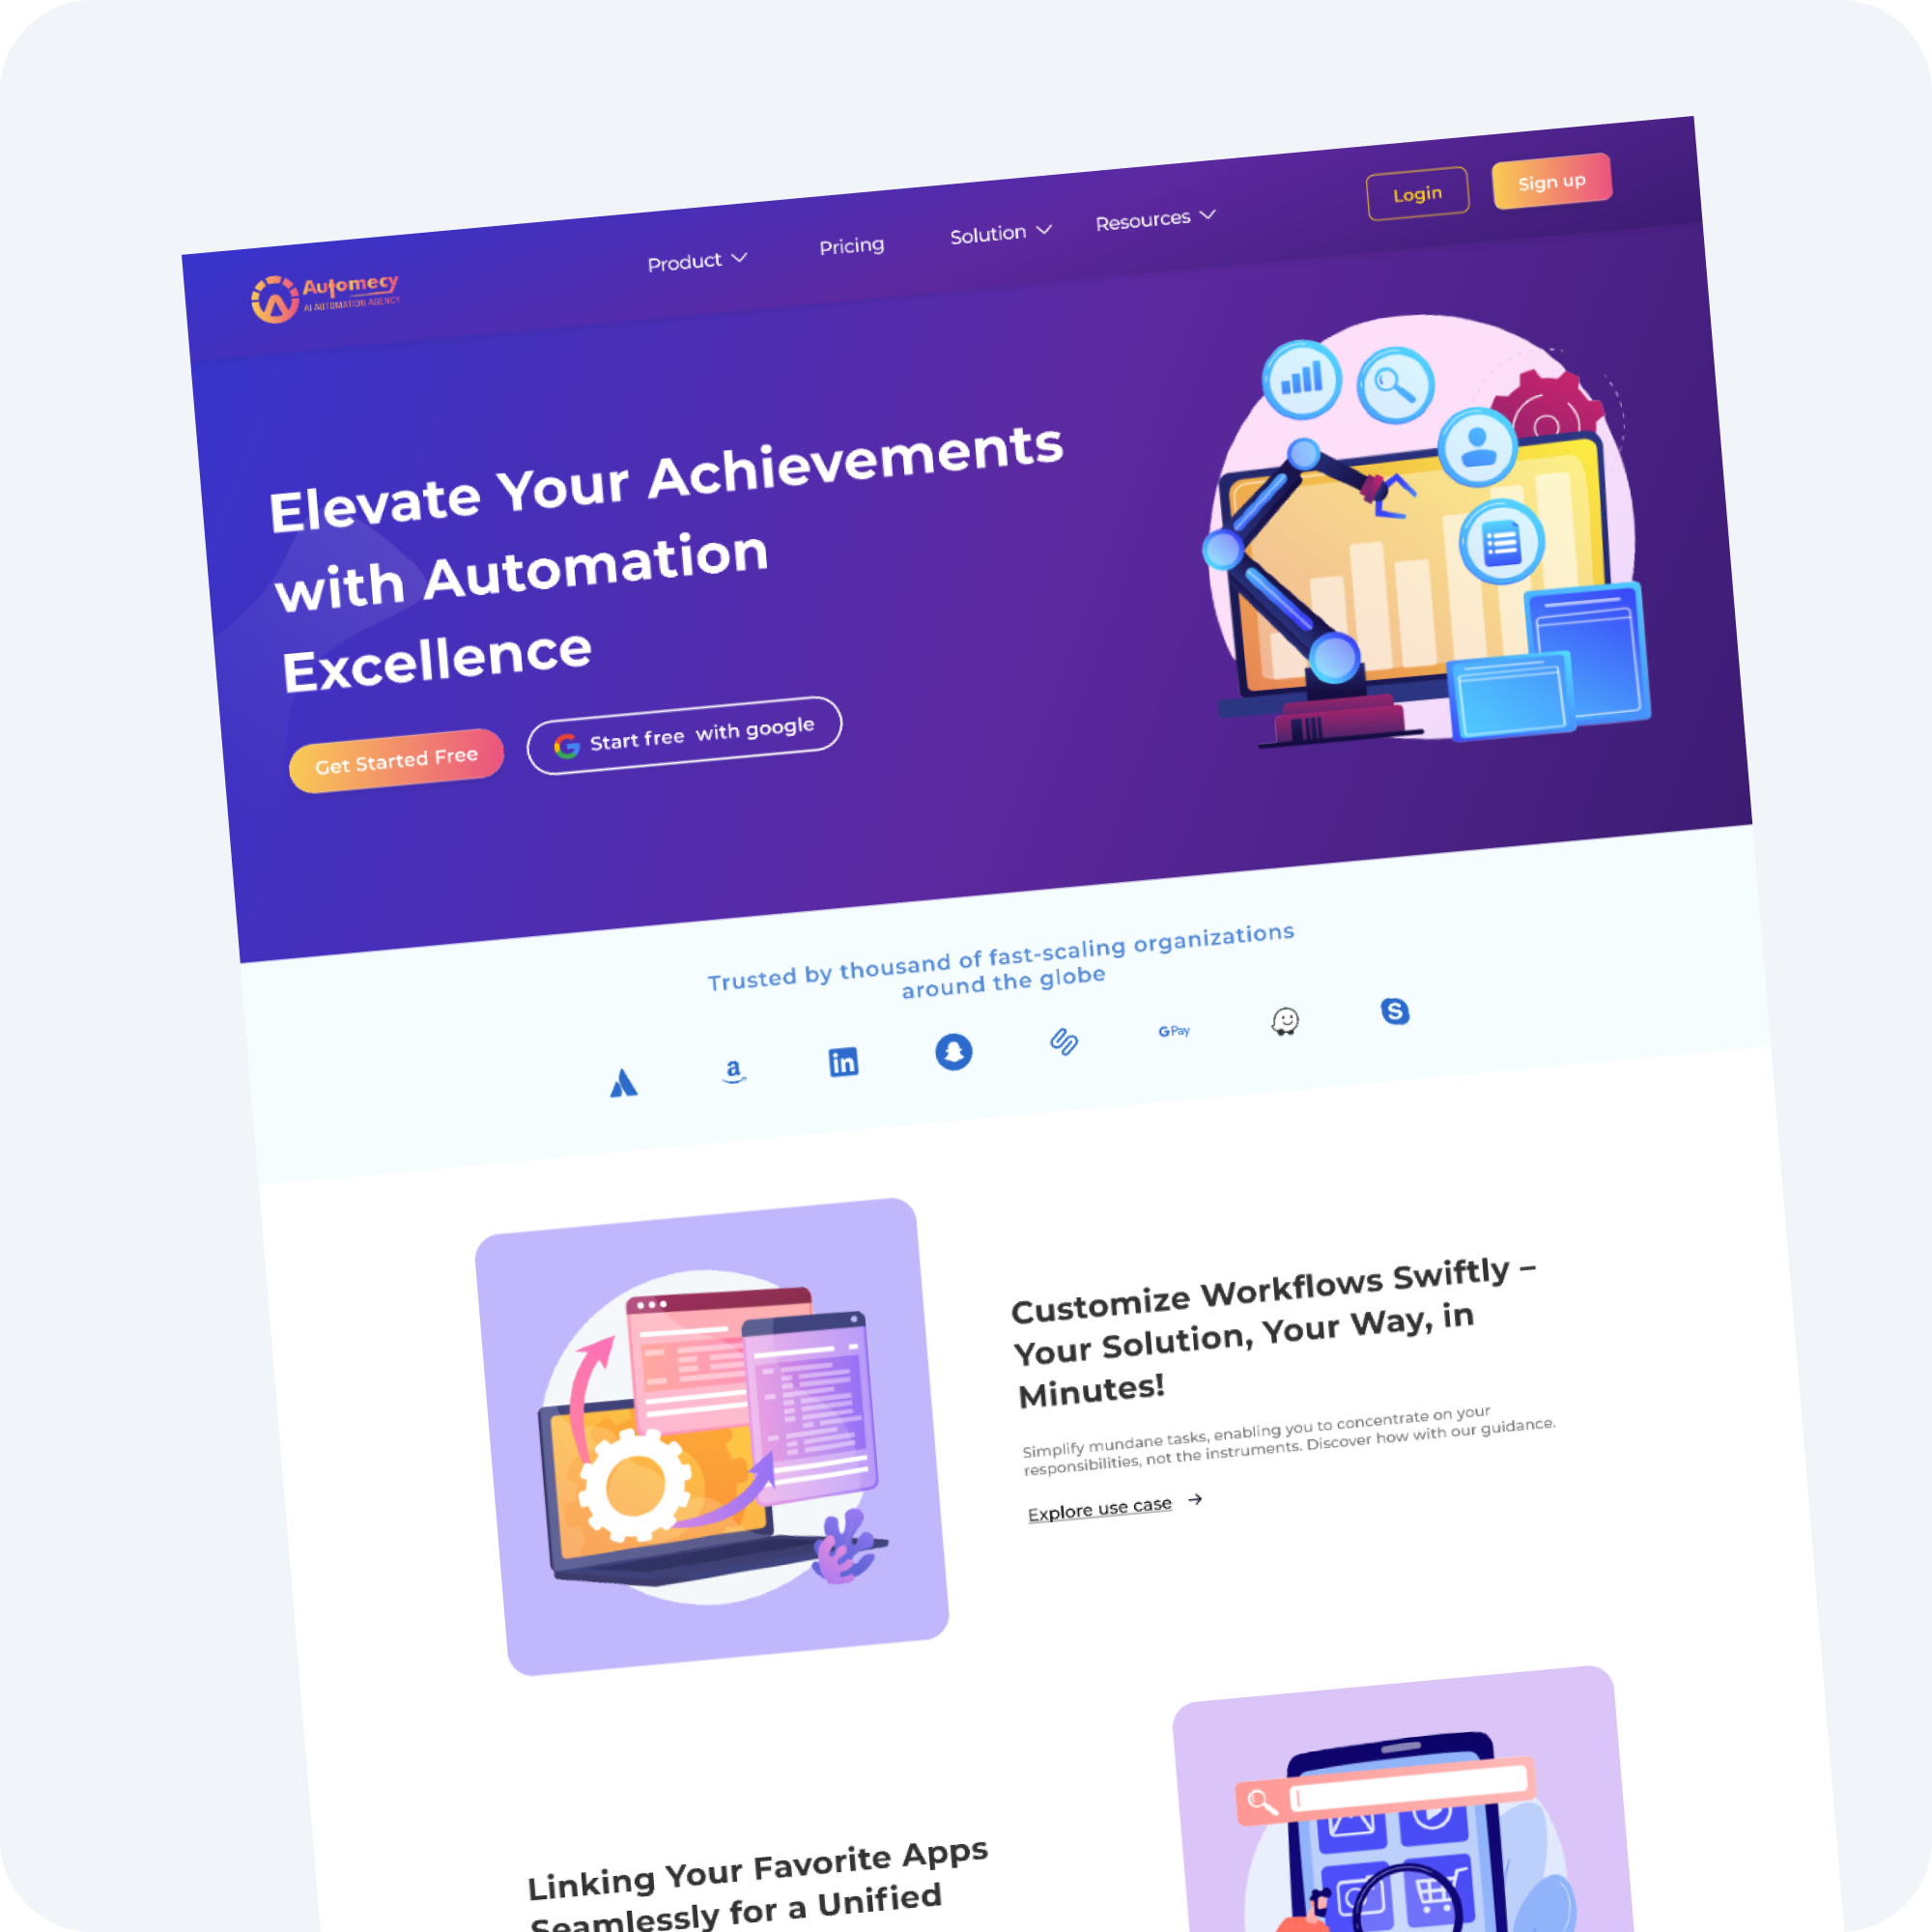 Automecy
AI AUTOMATION AGENCY
Product
Pricing
Solution
Resources
Login
Sign up
Elevate Your Achievements
with Automation
Excellence
Get Started Free
Start free with google
Trusted by thousand of fast-scaling organizations
around the globe
a
in
G Pay
S
Customize Workflows Swiftly –
Your Solution, Your Way, in
Minutes!
Simplify mundane tasks, enabling you to concentrate on your
responsibilities, not the instruments. Discover how with our guidance.
Explore use case
Linking Your Favorite Apps
Seamlessly for a Unified